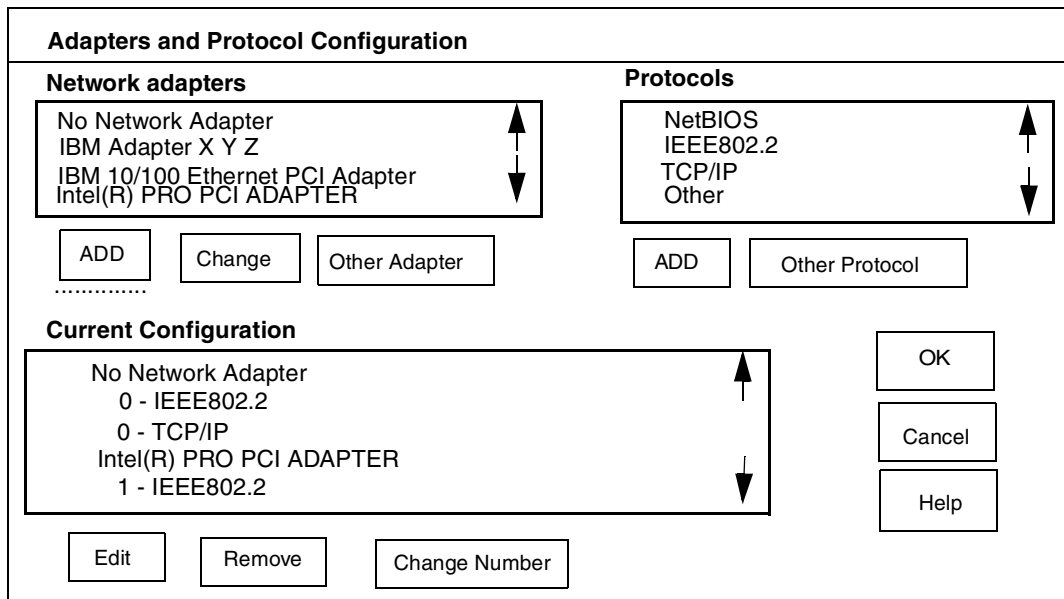 Adapters and Protocol Configuration
Network adapters
No Network Adapter
IBM Adapter X Y Z
IBM 10/100 Ethernet PCI Adapter
Intel(R) PRO PCI ADAPTER
ADD
Change
Other Adapter
Protocols
NetBIOS
IEEE802.2
TCP/IP
Other
ADD
Other Protocol
Current Configuration
No Network Adapter
0 - IEEE802.2
0 - TCP/IP
Intel(R) PRO PCI ADAPTER
1 - IEEE802.2
OK
Cancel
Help
Edit
Remove
Change Number